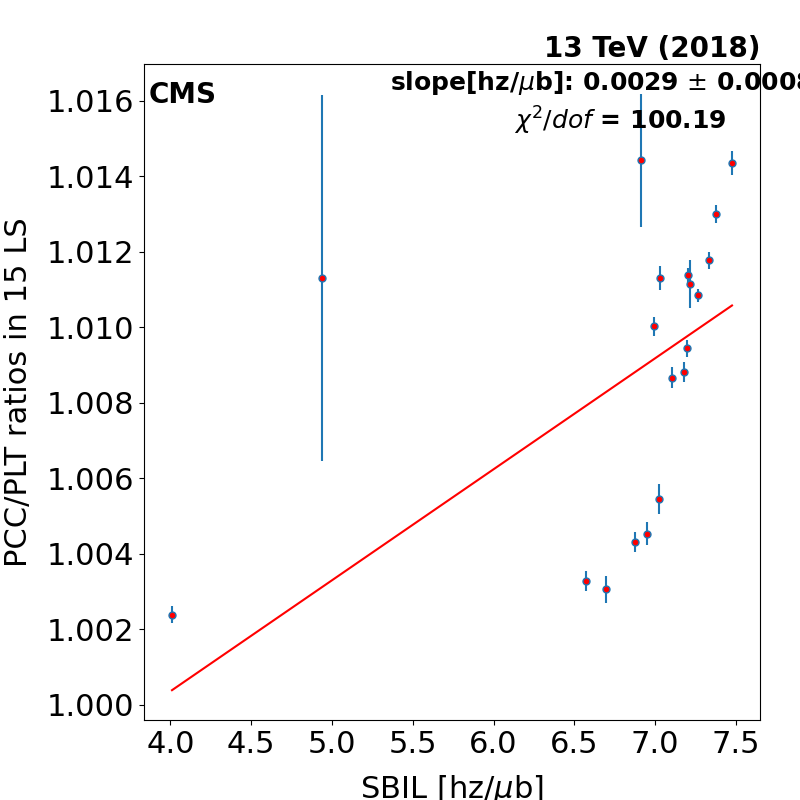 13 TeV (2018)
CMS
slope[hz/μb]: 0.0029 ± 0.0008
χ²/dof = 100.19
PCC/PLT ratios in 15 LS
1.016
1.014
1.012
1.010
1.008
1.006
1.004
1.002
1.000
4.0 4.5 5.0 5.5 6.0 6.5 7.0 7.5
SBIL [hz/μb]